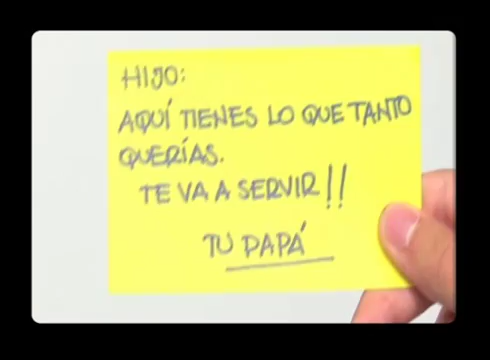 HIJO:
AQUÍ TIENES LO QUE TANTO
QUERÍAS.
TE VA A SERVIR!!
TU PAPÁ